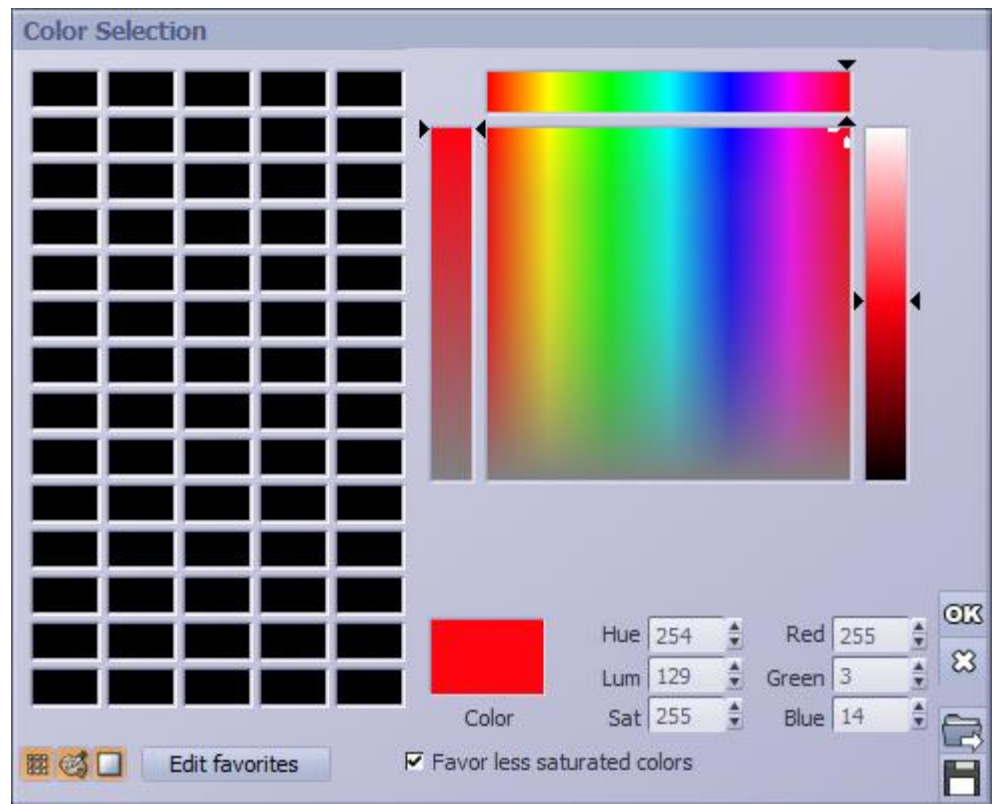 Color Selection
Hue 254 Red 255
Lum 129 Green 3
Sat 255 Blue 14
Color
OK
Edit favorites
Favor less saturated colors